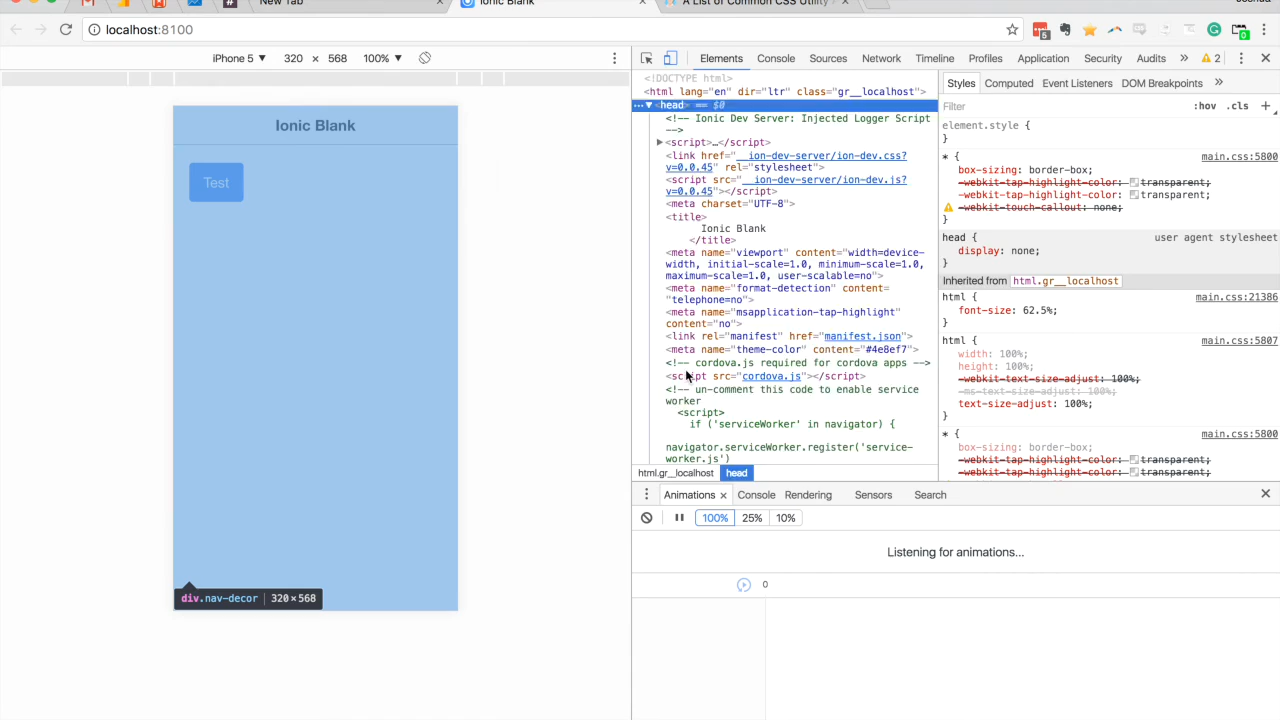 New Tab
Ionic Blank
A List of Common CSS Utility
localhost:8100
5
0
iPhone 5 ▼ 320 × 568 100% ▼
Elements Console Sources Network Timeline Profiles Application Security Audits » 2
Ionic Blank
Test
div.nav-decor | 320×568
<!DOCTYPE html>
<html lang="en" dir="ltr" class="gr__localhost">
… ▼<head> == $0
<!-- Ionic Dev Server: Injected Logger Script
-->
▶<script>…</script>
<link href="__ion-dev-server/ion-dev.css?
v=0.0.45" rel="stylesheet">
<script src="__ion-dev-server/ion-dev.js?
v=0.0.45"></script>
<meta charset="UTF-8">
<title>
Ionic Blank
</title>
<meta name="viewport" content="width=device-
width, initial-scale=1.0, minimum-scale=1.0,
maximum-scale=1.0, user-scalable=no">
<meta name="format-detection" content=
"telephone=no">
<meta name="msapplication-tap-highlight"
content="no">
<link rel="manifest" href="manifest.json">
<meta name="theme-color" content="#4e8ef7">
<!-- cordova.js required for cordova apps -->
<script src="cordova.js"></script>
<!-- un-comment this code to enable service
worker
<script>
if ('serviceWorker' in navigator) {
navigator.serviceWorker.register('service-
worker.js')
html.gr__localhost head
Styles Computed Event Listeners DOM Breakpoints »
Filter :hov .cls +
element.style {
}
* { main.css:5800
box-sizing: border-box;
-webkit-tap-highlight-color: transparent;
-webkit-tap-highlight-color: transparent;
-webkit-touch-callout: none;
}
head { user agent stylesheet
display: none;
}
Inherited from html.gr__localhost
html { main.css:21386
font-size: 62.5%;
}
html { main.css:5807
width: 100%;
height: 100%;
-webkit-text-size-adjust: 100%;
-ms-text-size-adjust: 100%;
text-size-adjust: 100%;
}
* { main.css:5800
box-sizing: border-box;
-webkit-tap-highlight-color: transparent;
-webkit-tap-highlight-color: transparent;
Animations × Console Rendering Sensors Search
100% 25% 10%
Listening for animations...
0